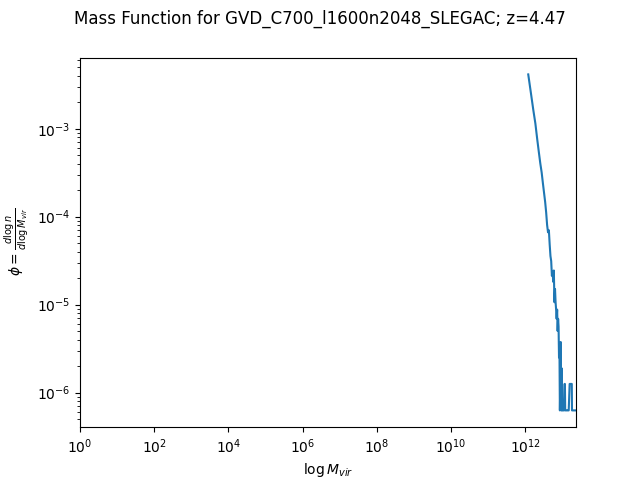 Mass Function for GVD_C700_l1600n2048_SLEGAC; z=4.47
ϕ = d log n / d log M_vir
10⁻³
10⁻⁴
10⁻⁵
10⁻⁶
10⁰ 10² 10⁴ 10⁶ 10⁸ 10¹⁰ 10¹²
log M_vir